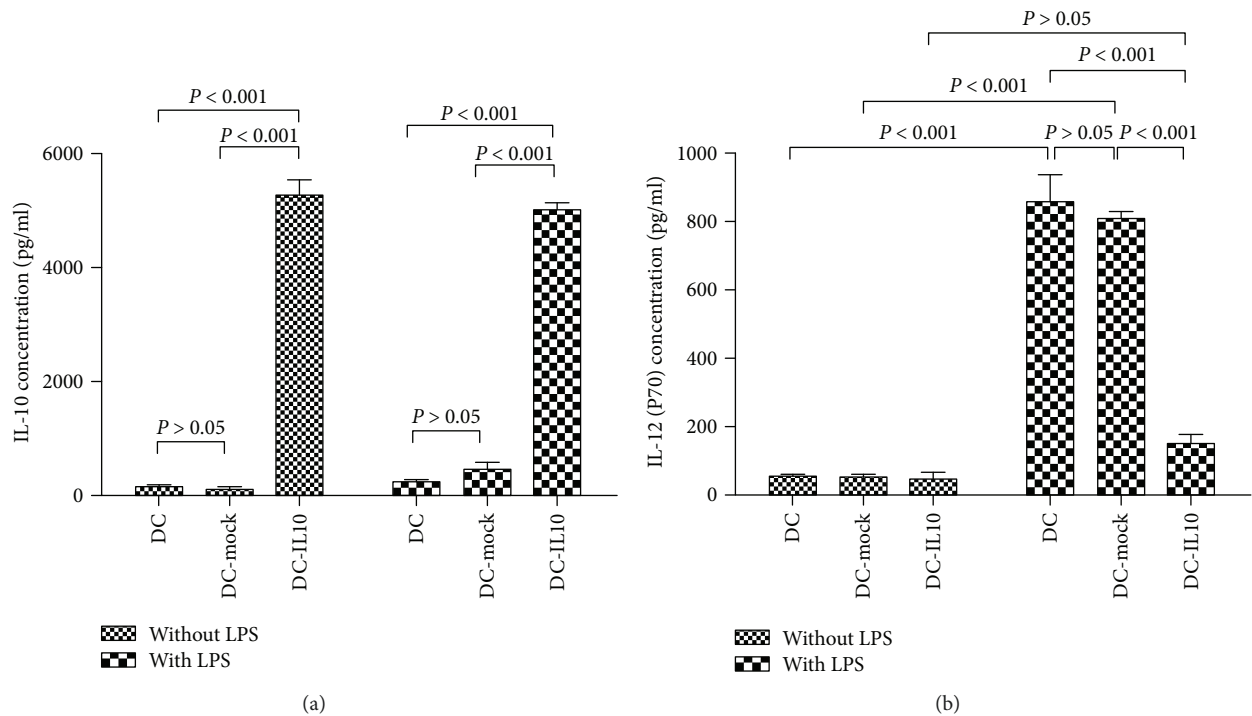 P < 0.001
P < 0.001
P > 0.05
P < 0.001
P < 0.001
P > 0.05
6000
4000
2000
0
IL-10 concentration (pg/ml)
DC
DC-mock
DC-IL10
DC
DC-mock
DC-IL10
Without LPS
With LPS
(a)
P > 0.05
P < 0.001
P < 0.001
P < 0.001
P > 0.05
P < 0.001
1000
800
600
400
200
0
IL-12 (P70) concentration (pg/ml)
DC
DC-mock
DC-IL10
DC
DC-mock
DC-IL10
Without LPS
With LPS
(b)